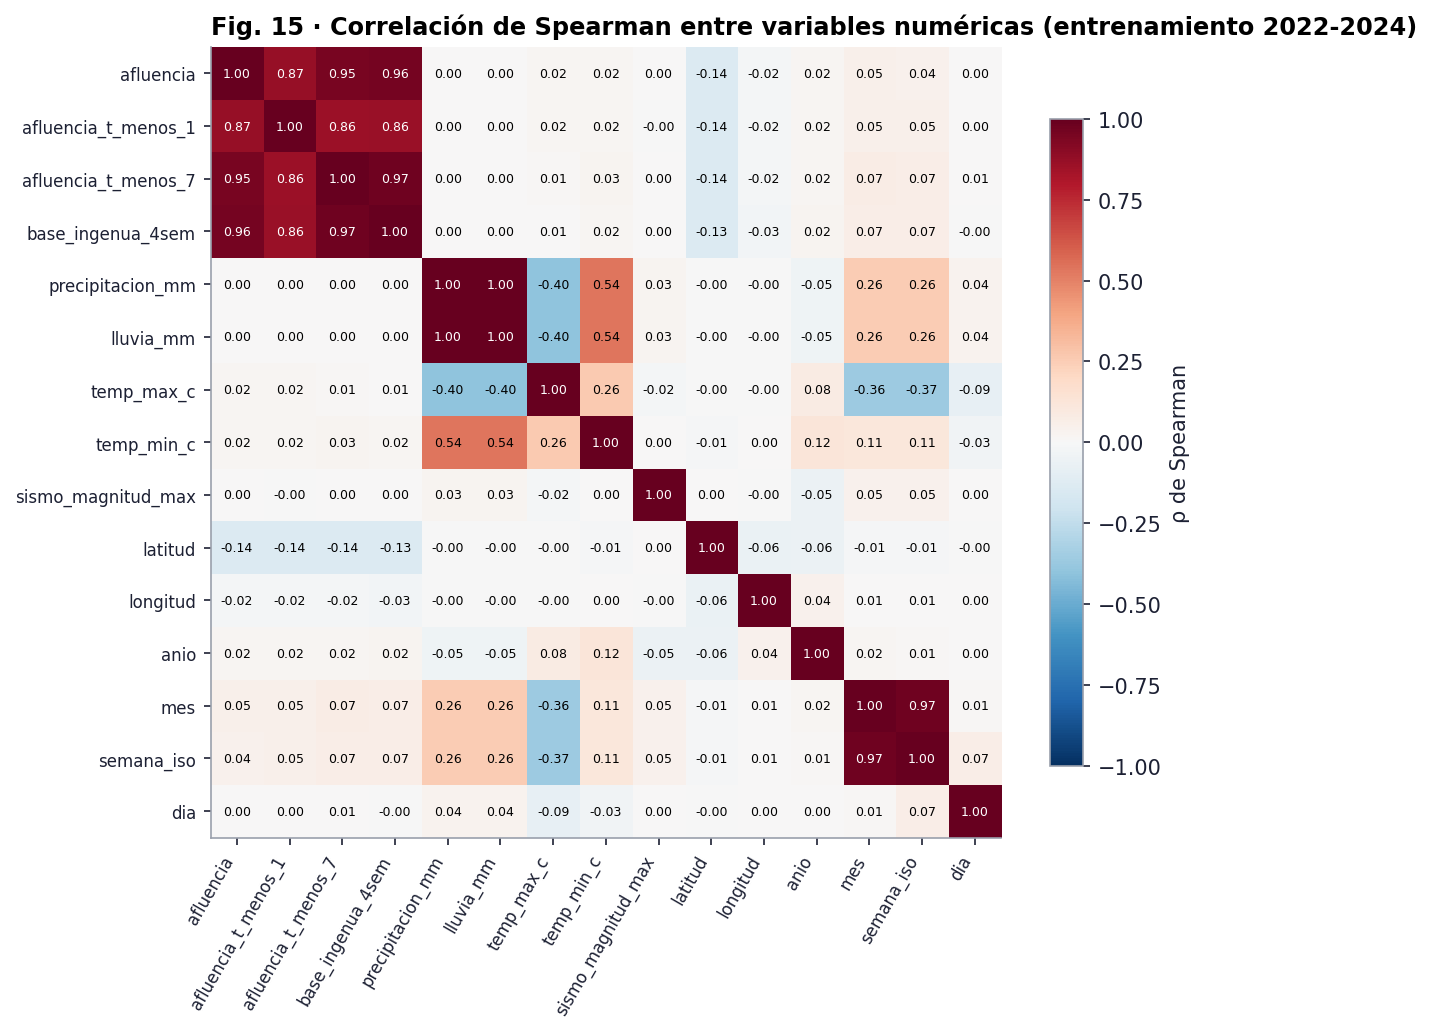 Fig. 15 · Correlación de Spearman entre variables numéricas (entrenamiento 2022-2024)
afluencia 1.00 0.87 0.95 0.96 0.00 0.00 0.02 0.02 0.00 -0.14 -0.02 0.02 0.05 0.04 0.00
afluencia_t_menos_1 0.87 1.00 0.86 0.86 0.00 0.00 0.02 0.02 -0.00 -0.14 -0.02 0.02 0.05 0.05 0.00
afluencia_t_menos_7 0.95 0.86 1.00 0.97 0.00 0.00 0.01 0.03 0.00 -0.14 -0.02 0.02 0.07 0.07 0.01
base_ingenua_4sem 0.96 0.86 0.97 1.00 0.00 0.00 0.01 0.02 0.00 -0.13 -0.03 0.02 0.07 0.07 -0.00
precipitacion_mm 0.00 0.00 0.00 0.00 1.00 1.00 -0.40 0.54 0.03 -0.00 -0.00 -0.05 0.26 0.26 0.04
lluvia_mm 0.00 0.00 0.00 0.00 1.00 1.00 -0.40 0.54 0.03 -0.00 -0.00 -0.05 0.26 0.26 0.04
temp_max_c 0.02 0.02 0.01 0.01 -0.40 -0.40 1.00 0.26 -0.02 -0.00 -0.00 0.08 -0.36 -0.37 -0.09
temp_min_c 0.02 0.02 0.03 0.02 0.54 0.54 0.26 1.00 0.00 -0.01 0.00 0.12 0.11 0.11 -0.03
sismo_magnitud_max 0.00 -0.00 0.00 0.00 0.03 0.03 -0.02 0.00 1.00 0.00 -0.00 -0.05 0.05 0.05 0.00
latitud -0.14 -0.14 -0.14 -0.13 -0.00 -0.00 -0.00 -0.01 0.00 1.00 -0.06 -0.06 -0.01 -0.01 -0.00
longitud -0.02 -0.02 -0.02 -0.03 -0.00 -0.00 -0.00 0.00 -0.00 -0.06 1.00 0.04 0.01 0.01 0.00
anio 0.02 0.02 0.02 0.02 -0.05 -0.05 0.08 0.12 -0.05 -0.06 0.04 1.00 0.02 0.01 0.00
mes 0.05 0.05 0.07 0.07 0.26 0.26 -0.36 0.11 0.05 -0.01 0.01 0.02 1.00 0.97 0.01
semana_iso 0.04 0.05 0.07 0.07 0.26 0.26 -0.37 0.11 0.05 -0.01 0.01 0.01 0.97 1.00 0.07
dia 0.00 0.00 0.01 -0.00 0.04 0.04 -0.09 -0.03 0.00 -0.00 0.00 0.00 0.01 0.07 1.00
afluencia
afluencia_t_menos_1
afluencia_t_menos_7
base_ingenua_4sem
precipitacion_mm
lluvia_mm
temp_max_c
temp_min_c
sismo_magnitud_max
latitud
longitud
anio
mes
semana_iso
dia
1.00
0.75
0.50
0.25
0.00
−0.25
−0.50
−0.75
−1.00
ρ de Spearman